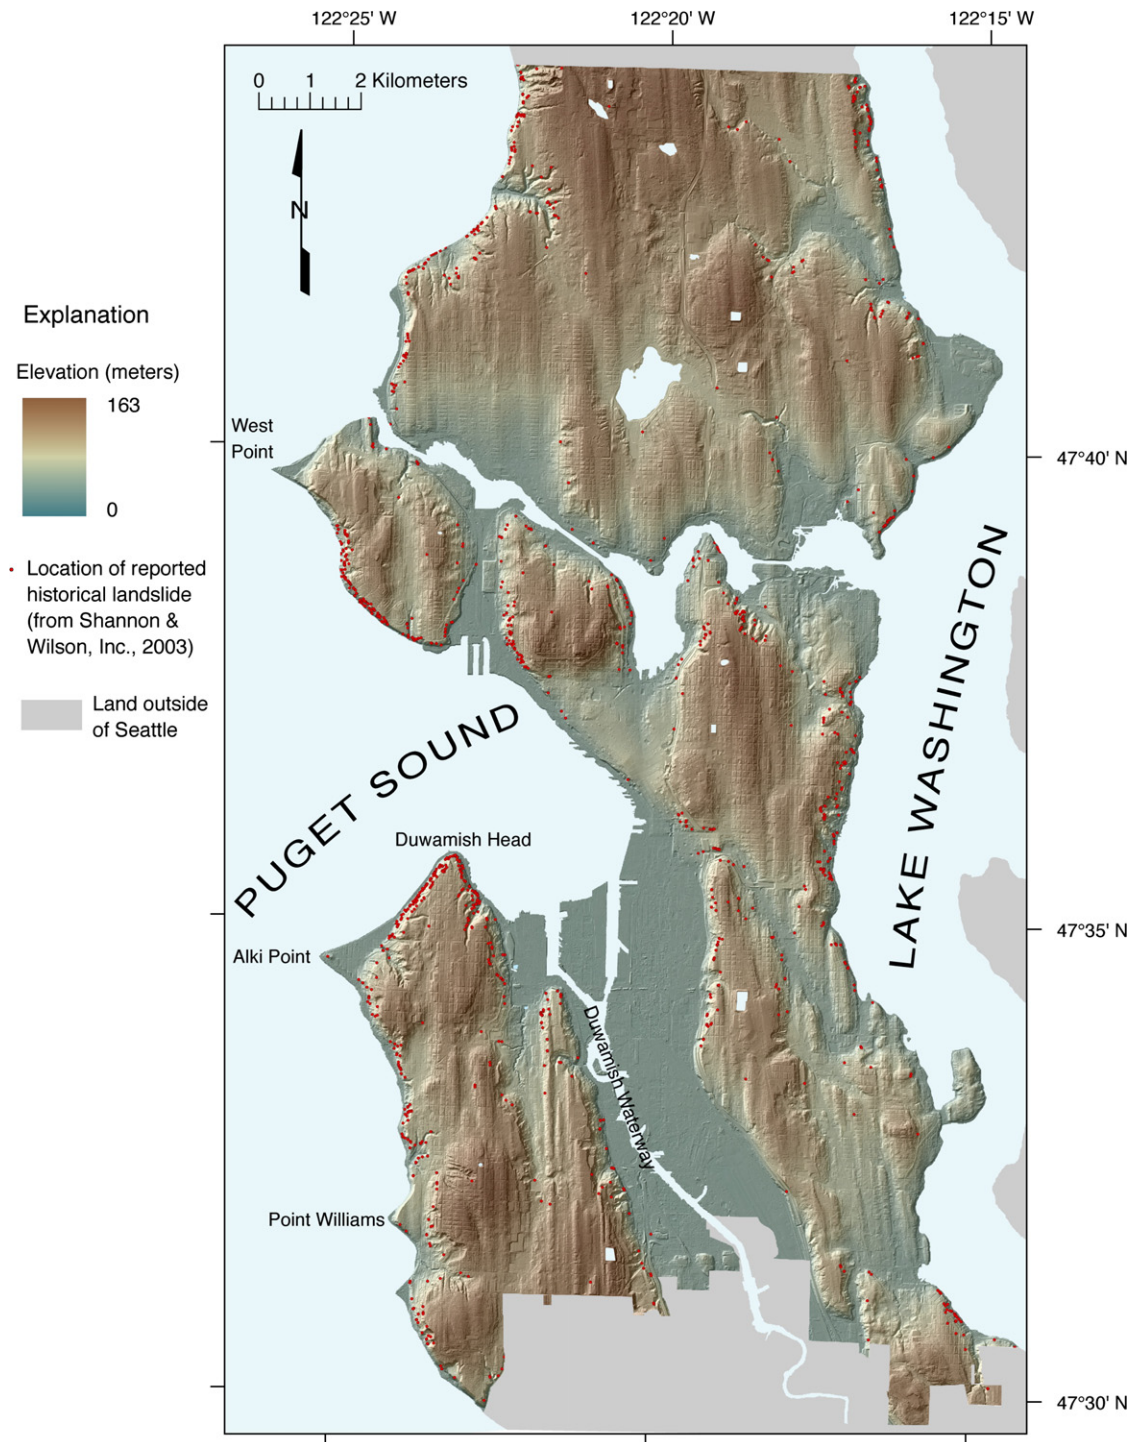 122°25' W
122°20' W
122°15' W
0 1 2 Kilometers
N
Explanation
Elevation (meters)
163
0
Location of reported
historical landslide
(from Shannon &
Wilson, Inc., 2003)
Land outside
of Seattle
West
Point
47°40' N
PUGET SOUND
LAKE WASHINGTON
Duwamish Head
47°35' N
Alki Point
Duwamish Waterway
Point Williams
47°30' N